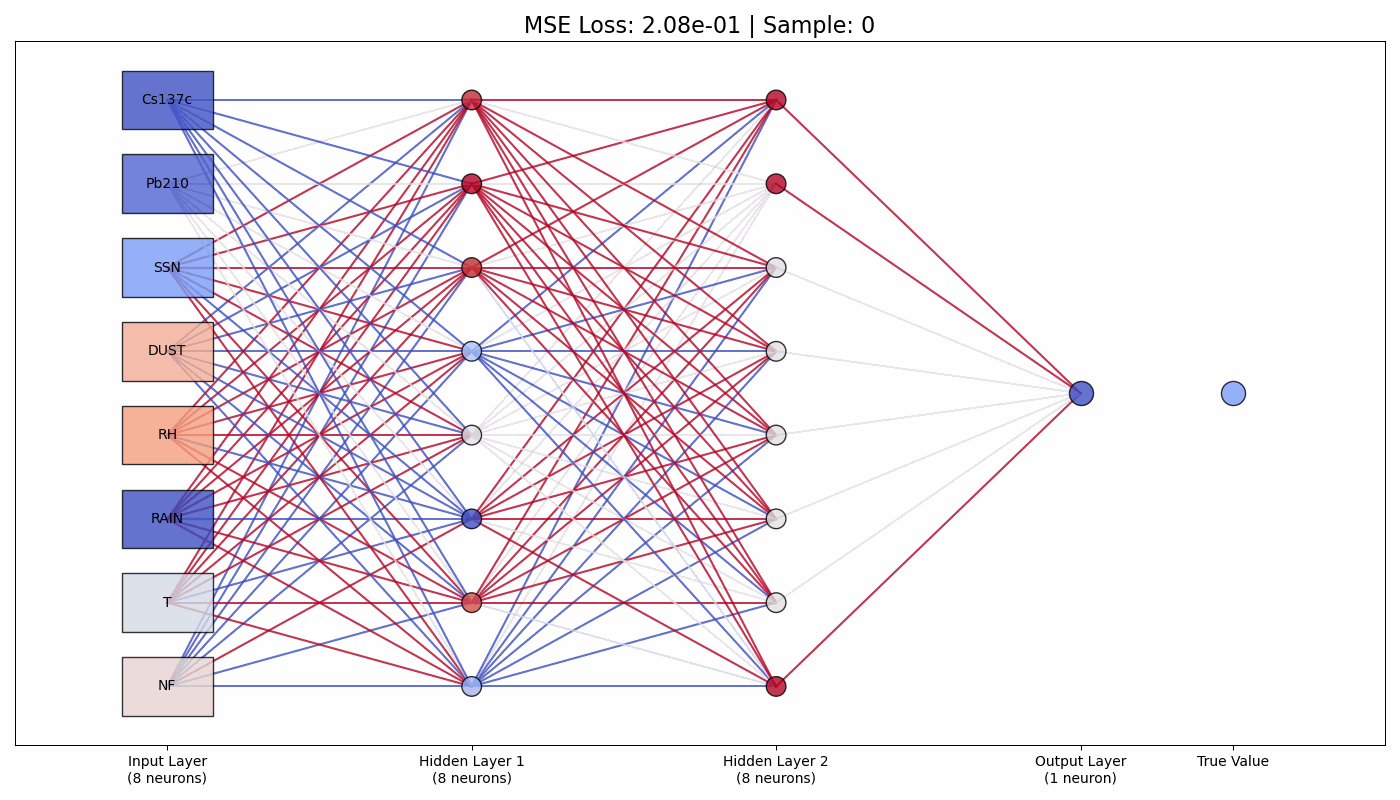 MSE Loss: 2.08e-01 | Sample: 0
Cs137c
Pb210
SSN
DUST
RH
RAIN
T
NF
Input Layer
(8 neurons)
Hidden Layer 1
(8 neurons)
Hidden Layer 2
(8 neurons)
Output Layer
(1 neuron)
True Value